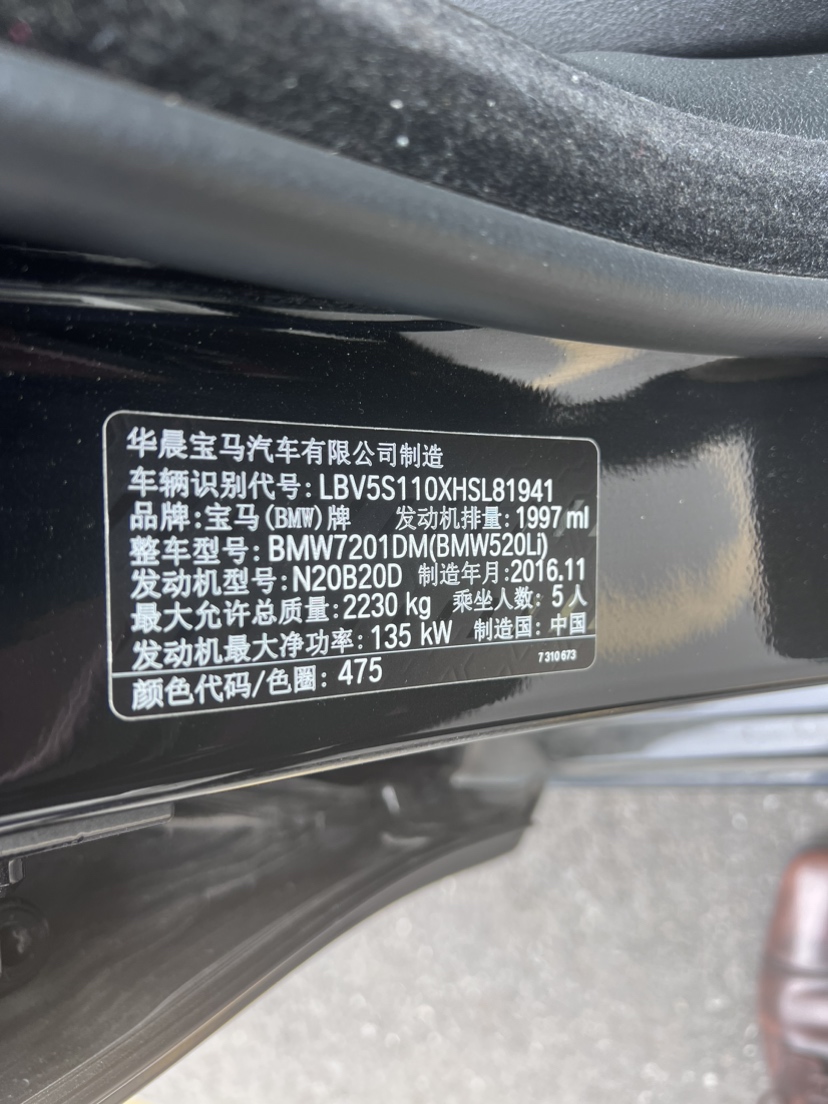 华晨宝马汽车有限公司制造
车辆识别代号:LBV5S110XHSL81941
品牌:宝马(BMW)牌 发动机排量:1997 ml
整车型号:BMW7201DM(BMW520Li)
发动机型号:N20B20D 制造年月:2016.11
最大允许总质量:2230 kg 乘坐人数:5人
发动机最大净功率:135 kW 制造国:中国
7 310 673
颜色代码/色圈:475